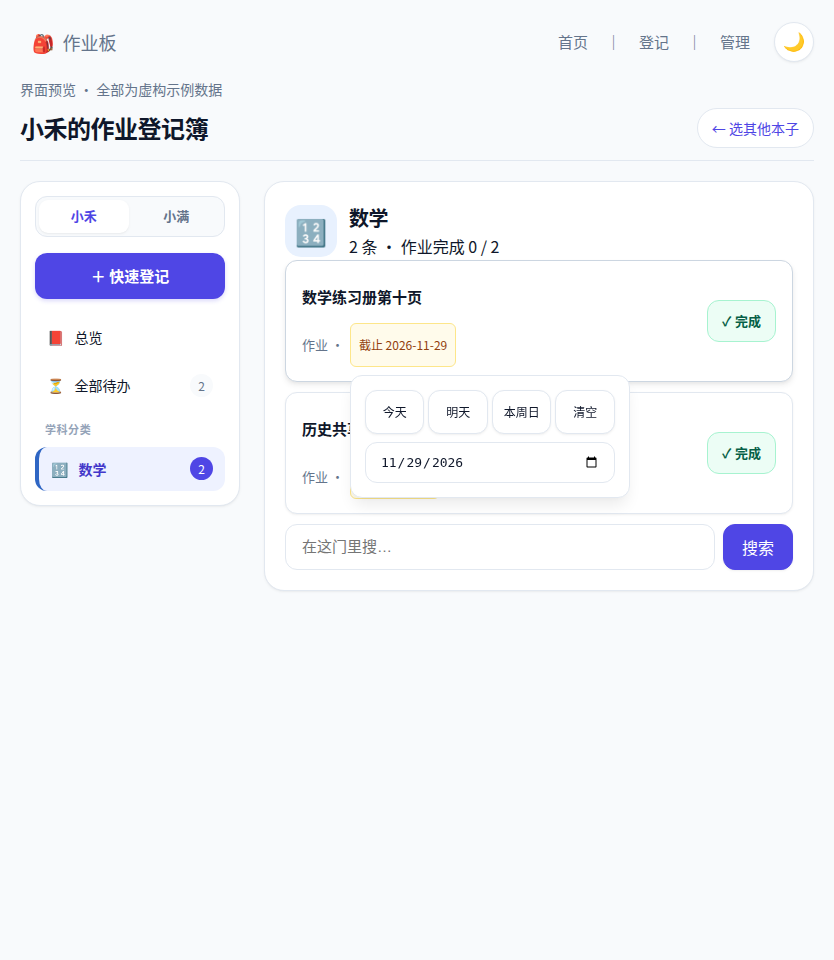 作业板
首页 | 登记 | 管理
界面预览 · 全部为虚构示例数据
小禾的作业登记簿
← 选其他本子
小禾 小满
＋ 快速登记
总览
全部待办 2
学科分类
数学 2
数学
2 条 · 作业完成 0 / 2
数学练习册第十页
作业 · 截止 2026-11-29
✓ 完成
今天 明天 本周日 清空
11/29/2026
历史共
作业 ·
✓ 完成
在这门里搜…
搜索